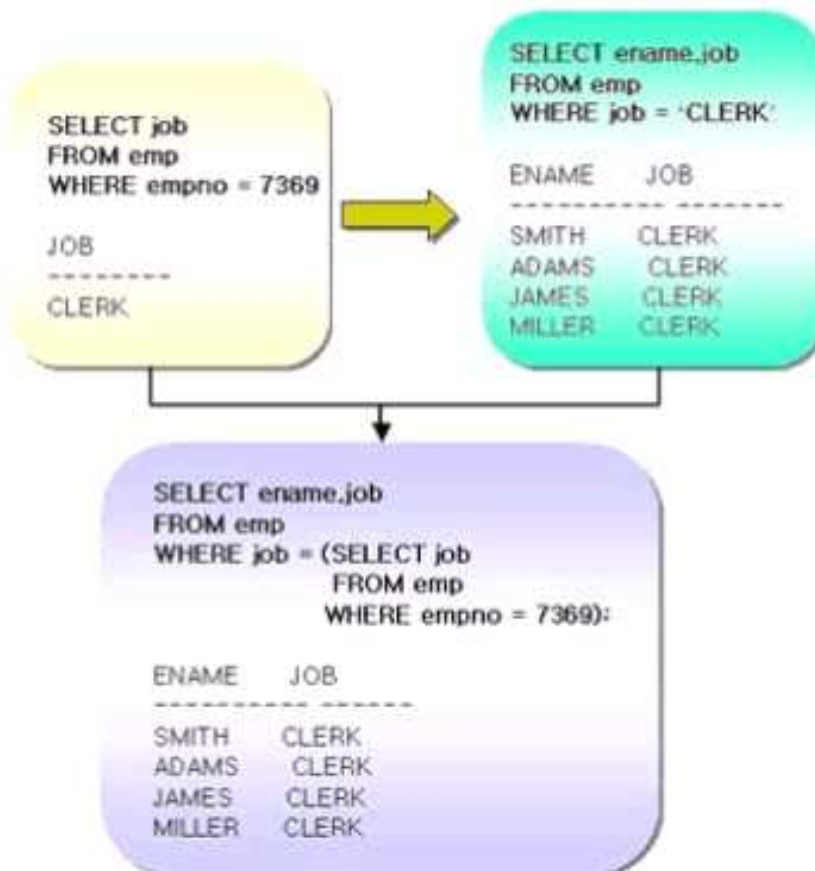 SELECT job
FROM emp
WHERE empno = 7369
JOB
--------
CLERK
SELECT ename,job
FROM emp
WHERE job = 'CLERK'
ENAME JOB
---------- -------
SMITH CLERK
ADAMS CLERK
JAMES CLERK
MILLER CLERK
SELECT ename,job
FROM emp
WHERE job = (SELECT job
FROM emp
WHERE empno = 7369);
ENAME JOB
---------- ------
SMITH CLERK
ADAMS CLERK
JAMES CLERK
MILLER CLERK